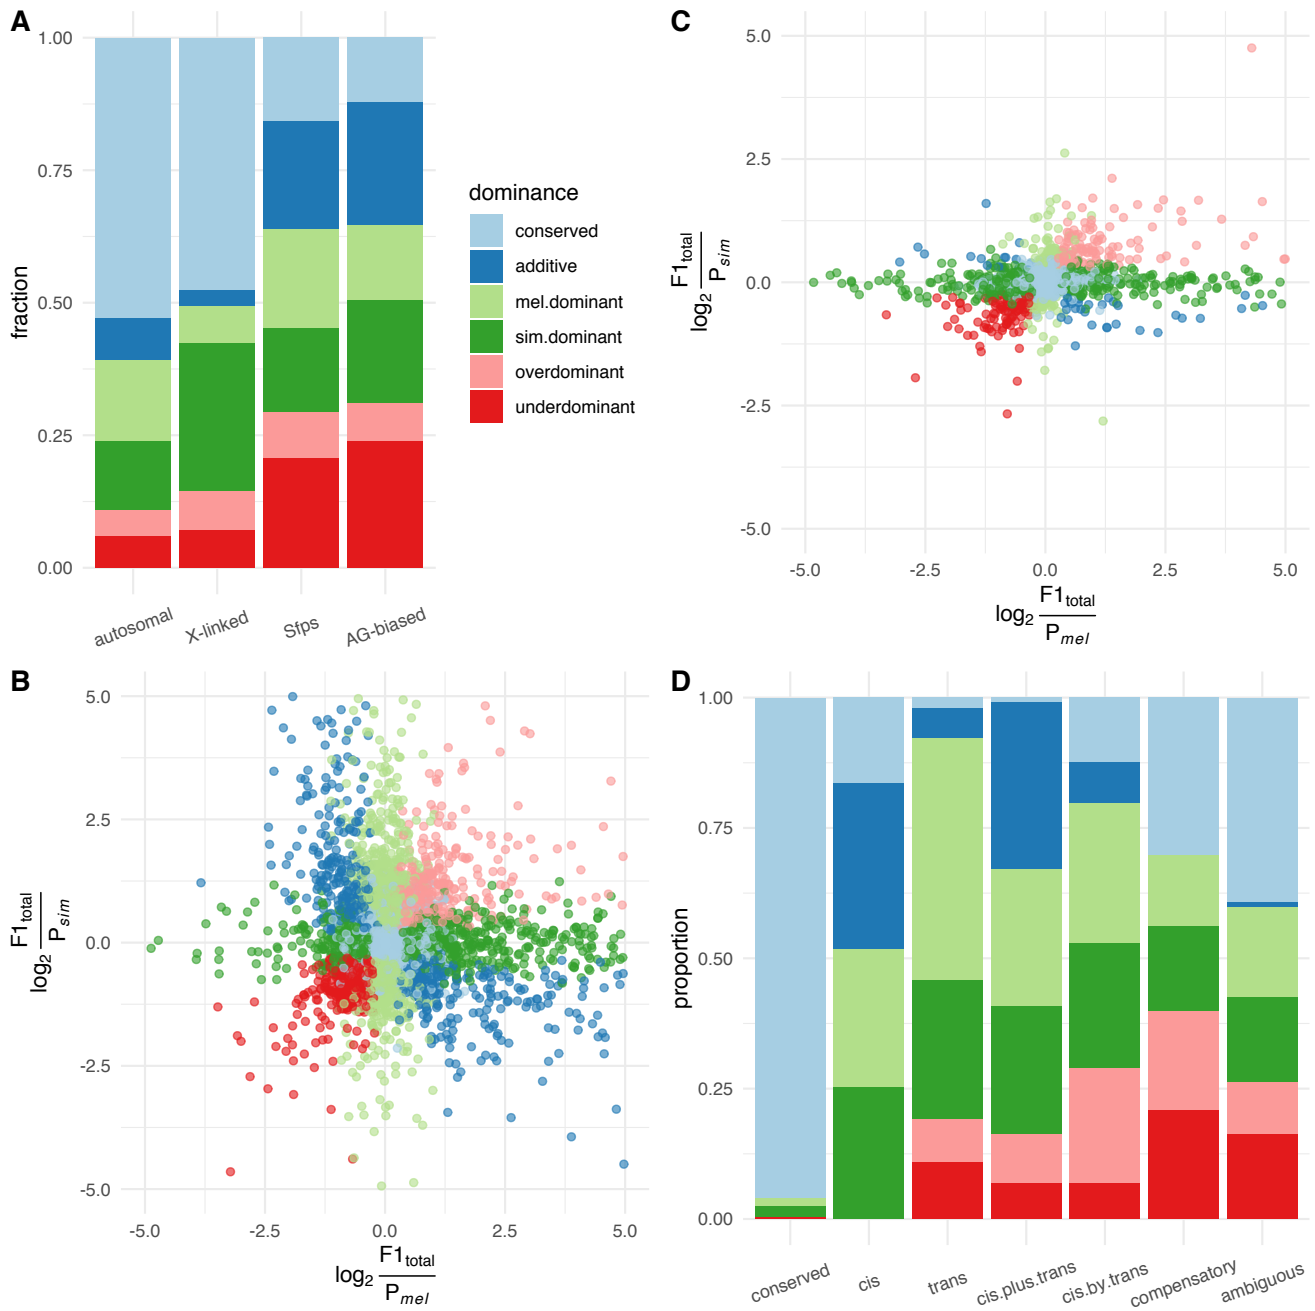 A
1.00
0.75
0.50
0.25
0.00
fraction
autosomal
X-linked
Sfps
AG-biased
dominance
conserved
additive
mel.dominant
sim.dominant
overdominant
underdominant
C
5.0
2.5
0.0
-2.5
-5.0
log2 F1total
Psim
-5.0 -2.5 0.0 2.5 5.0
log2 F1total
Pmel
B
5.0
2.5
0.0
-2.5
-5.0
log2 F1total
Psim
-5.0 -2.5 0.0 2.5 5.0
log2 F1total
Pmel
D
1.00
0.75
0.50
0.25
0.00
proportion
conserved
cis
trans
cis.plus.trans
cis.by.trans
compensatory
ambiguous